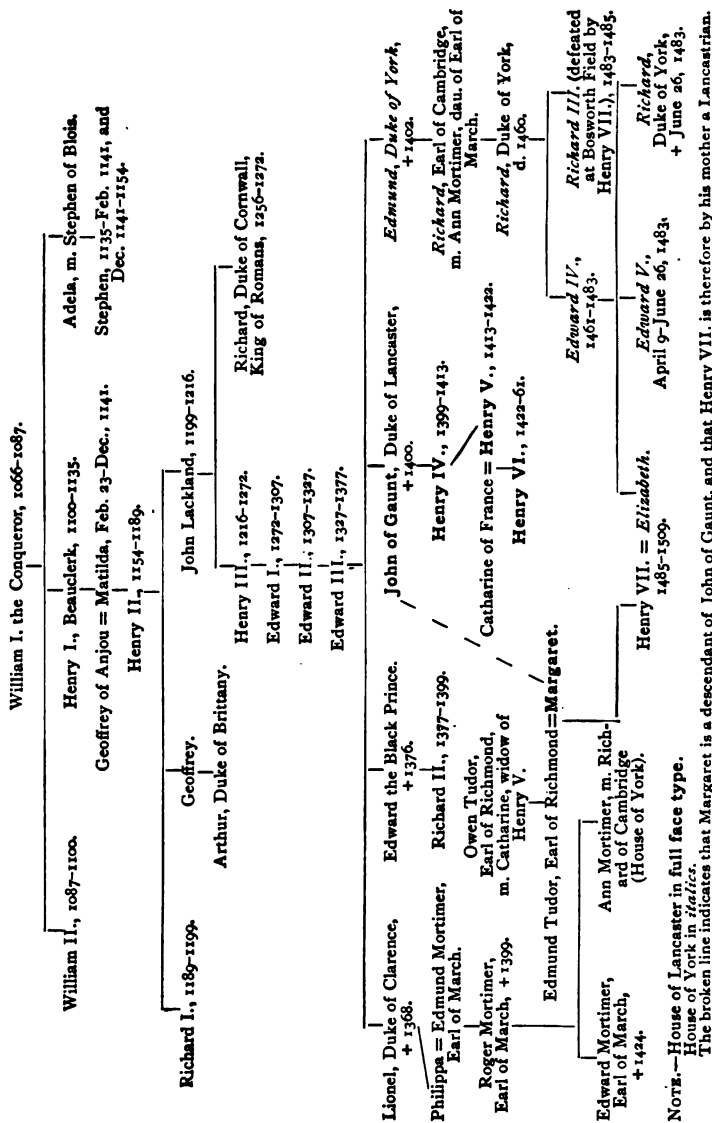 William I. the Conqueror, 1066-1087.
William II., 1087-1100.
Henry I., Beauclerk, 1100-1135.
Adela, m. Stephen of Blois.
Geoffrey of Anjou = Matilda, Feb. 23-Dec., 1141.
Stephen, 1135-Feb. 1141, and
Dec. 1141-1154.
Henry II., 1154-1189.
Richard I., 1189-1199.
Geoffrey.
John Lackland, 1199-1216.
Arthur, Duke of Brittany.
Henry III., 1216-1272.
Richard, Duke of Cornwall,
King of Romans, 1256-1272.
Edward I., 1272-1307.
Edward II., 1307-1327.
Edward III., 1327-1377.
Lionel, Duke of Clarence,
+ 1368.
Edward the Black Prince.
+ 1376.
John of Gaunt, Duke of Lancaster,
+ 1400.
Edmund, Duke of York,
+ 1402.
Philippa = Edmund Mortimer,
Earl of March.
Richard II., 1377-1399.
Henry IV., 1399-1413.
Richard, Earl of Cambridge,
m. Ann Mortimer, dau. of Earl of
March.
Roger Mortimer,
Earl of March, + 1399.
Owen Tudor,
Earl of Richmond,
m. Catharine, widow of
Henry V.
Catharine of France = Henry V., 1413-1422.
Henry VI., 1422-61.
Richard, Duke of York,
d. 1460.
Edmund Tudor, Earl of Richmond = Margaret.
Edward IV.,
1461-1483.
Richard III. (defeated
at Bosworth Field by
Henry VII.), 1483-1485.
Edward Mortimer,
Earl of March,
+ 1424.
Ann Mortimer, m. Rich-
ard of Cambridge
(House of York).
Henry VII. = Elizabeth.
1485-1509.
Edward V.,
April 9-June 26, 1483.
Richard,
Duke of York,
+ June 26, 1483.
NOTE.—House of Lancaster in full face type.
House of York in italics.
The broken line indicates that Margaret is a descendant of John of Gaunt, and that Henry VII. is therefore by his mother a Lancastrian.